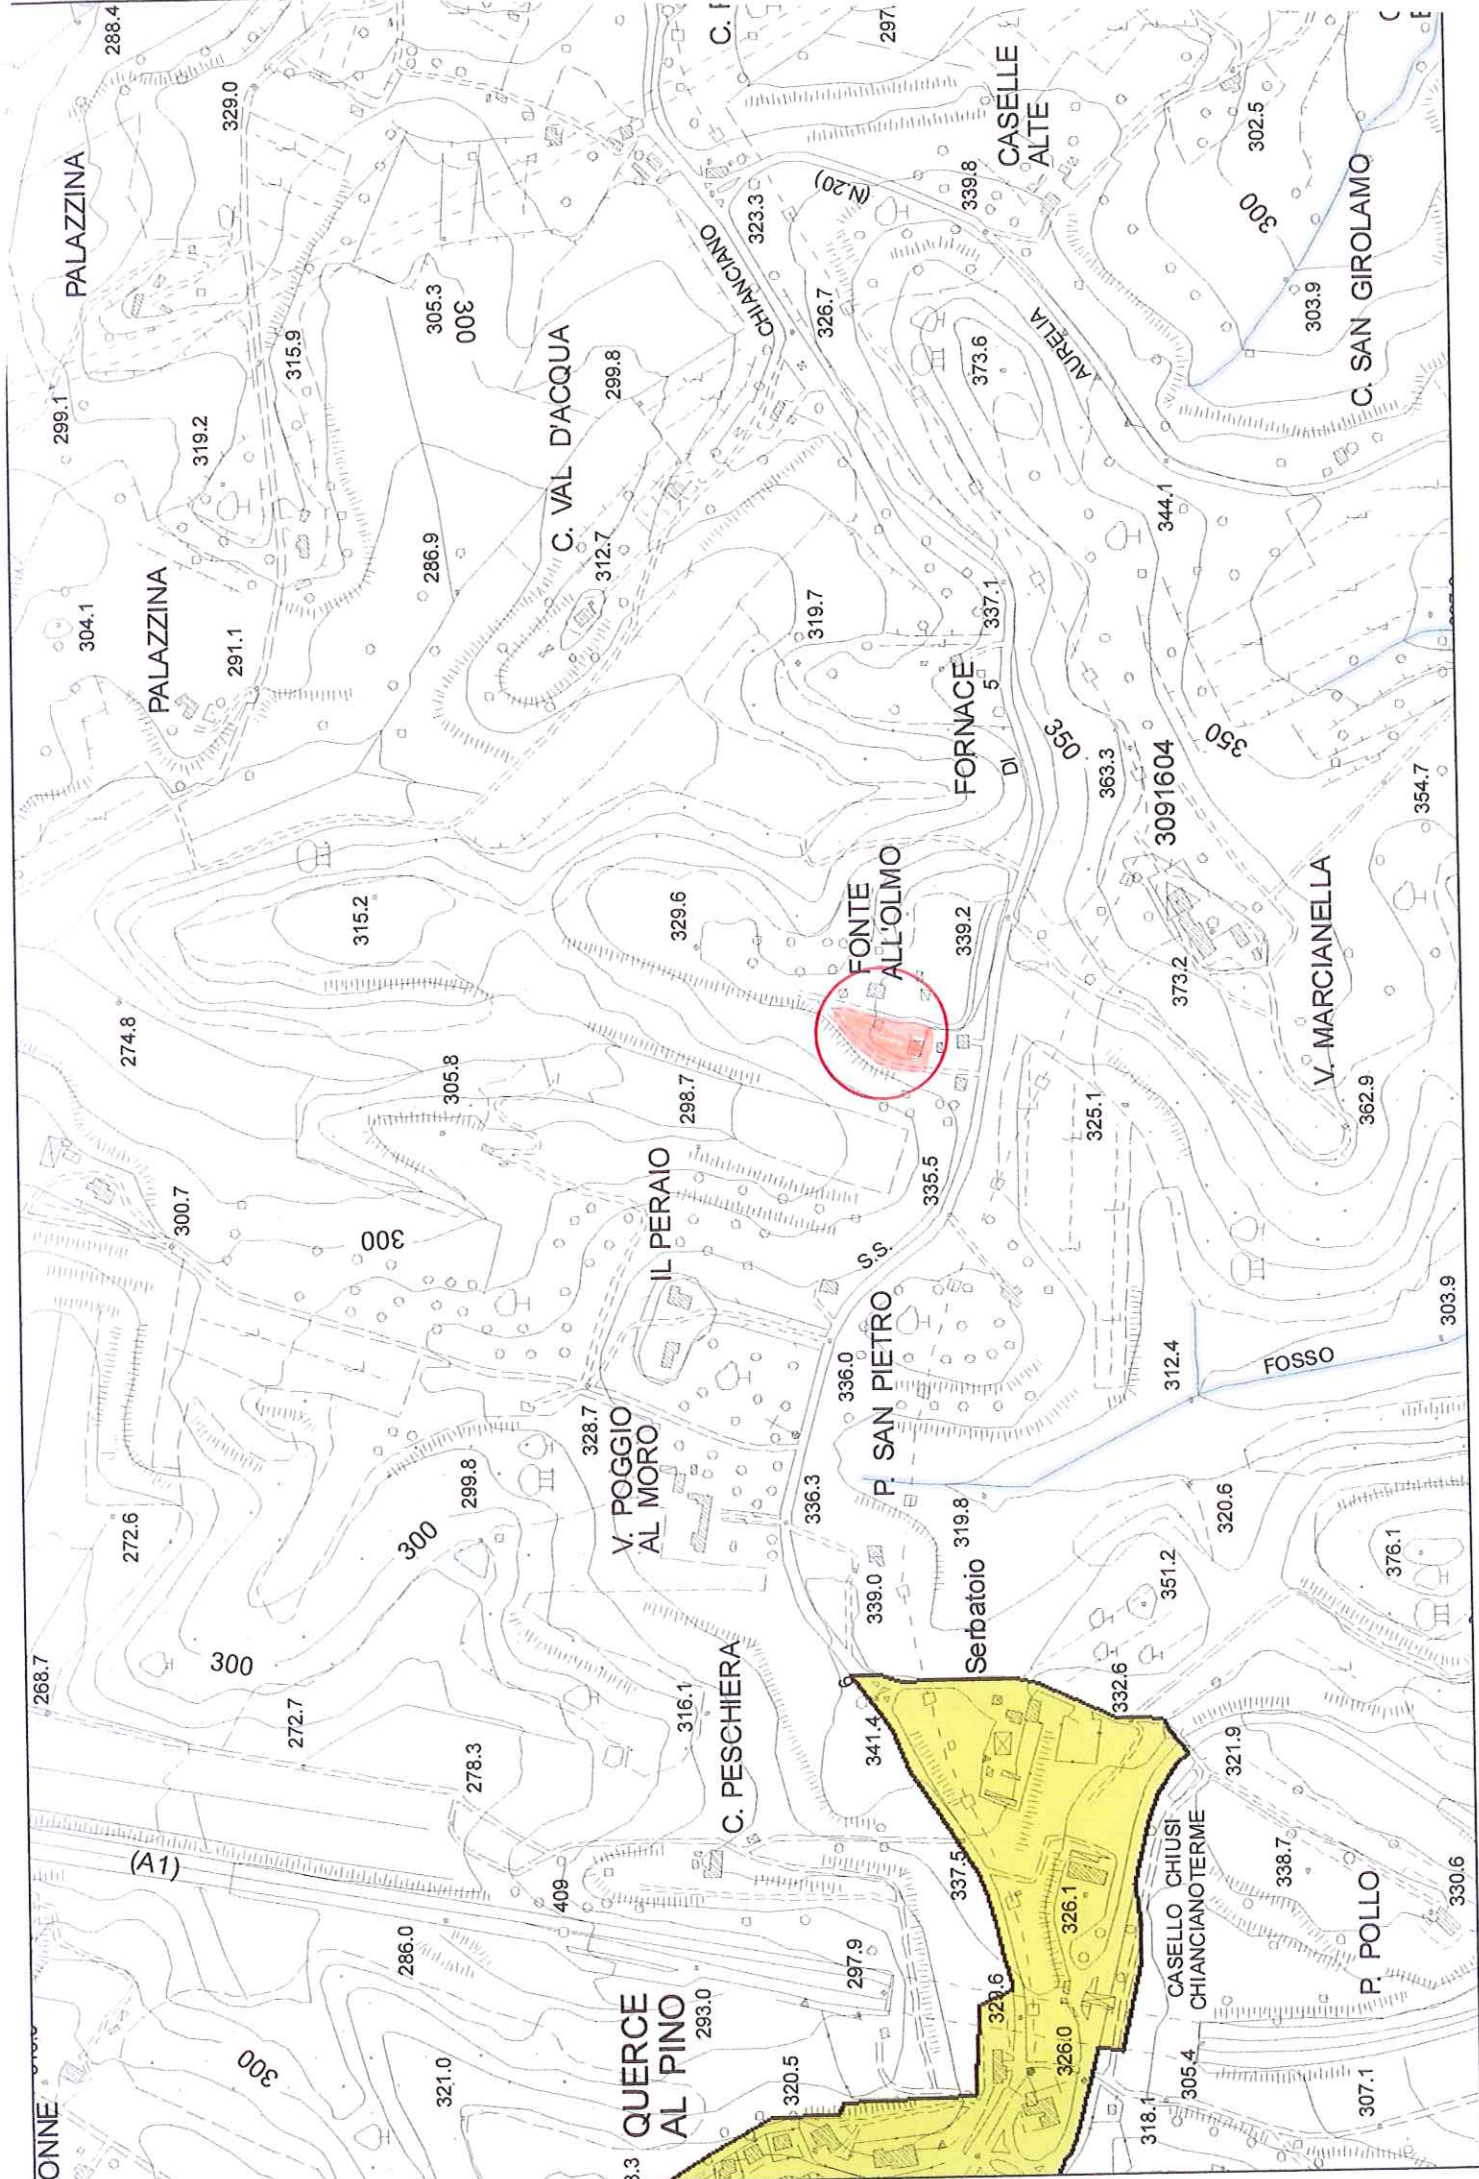 ONNE
268.7
272.6
274.8
300.7
304.1
299.1
PALAZZINA
288.4
(A1)
PALAZZINA
300
300
272.7
291.1
319.2
329.0
286.0
300
300
315.2
315.9
321.0
278.3
299.8
305.8
286.9
305.3
300
409
328.7
C. VAL D'ACQUA
312.7
299.8
QUERCE
AL PINO
293.0
V. POGGIO
AL MORO
IL PERAIO
316.1
298.7
329.6
C. PESCHIERA
CHIANCIANO
320.5
336.3
319.7
326.7
323.3
297.9
341.4
339.0
336.0
P. SAN PIETRO
S.S.
FONTE
ALL'OLMO
(N.20)
297.
337.5
319.8
335.5
339.2
FORNACE
5
337.1
373.6
339.8
329.6
Serbatoio
DI
CASELLE
ALTE
326.0
326.1
350
AURELIA
332.6
325.1
363.3
318.1
CASELLO CHIUSI
CHIANCIANOTERME
351.2
312.4
373.2
3091604
344.1
305.4
321.9
320.6
350
300
302.5
338.7
FOSSO
V. MARCIANELLA
303.9
307.1
P. POLLO
376.1
362.9
C. SAN GIROLAMO
330.6
303.9
354.7